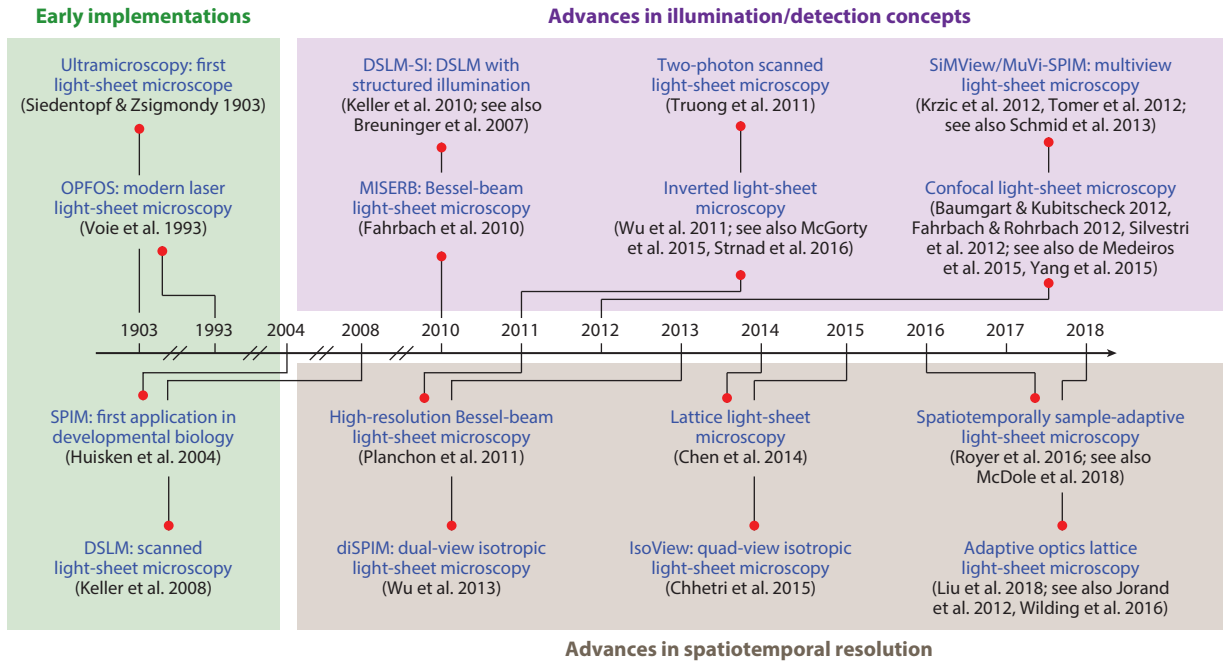 Early implementations
Ultramicroscopy: first
light-sheet microscope
(Siedentopf & Zsigmondy 1903)
OPFOS: modern laser
light-sheet microscopy
(Voie et al. 1993)
Advances in illumination/detection concepts
DSLM-SI: DSLM with
structured illumination
(Keller et al. 2010; see also
Breuninger et al. 2007)
MISERB: Bessel-beam
light-sheet microscopy
(Fahrbach et al. 2010)
Two-photon scanned
light-sheet microscopy
(Truong et al. 2011)
Inverted light-sheet
microscopy
(Wu et al. 2011; see also McGorty
et al. 2015, Strnad et al. 2016)
SiMView/MuVi-SPIM: multiview
light-sheet microscopy
(Krzic et al. 2012, Tomer et al. 2012;
see also Schmid et al. 2013)
Confocal light-sheet microscopy
(Baumgart & Kubitscheck 2012,
Fahrbach & Rohrbach 2012, Silvestri
et al. 2012; see also de Medeiros
et al. 2015, Yang et al. 2015)
1903 1993 2004 2008 2010 2011 2012 2013 2014 2015 2016 2017 2018
SPIM: first application in
developmental biology
(Huisken et al. 2004)
DSLM: scanned
light-sheet microscopy
(Keller et al. 2008)
High-resolution Bessel-beam
light-sheet microscopy
(Planchon et al. 2011)
diSPIM: dual-view isotropic
light-sheet microscopy
(Wu et al. 2013)
Lattice light-sheet
microscopy
(Chen et al. 2014)
IsoView: quad-view isotropic
light-sheet microscopy
(Chhetri et al. 2015)
Spatiotemporally sample-adaptive
light-sheet microscopy
(Royer et al. 2016; see also
McDole et al. 2018)
Adaptive optics lattice
light-sheet microscopy
(Liu et al. 2018; see also Jorand
et al. 2012, Wilding et al. 2016)
Advances in spatiotemporal resolution